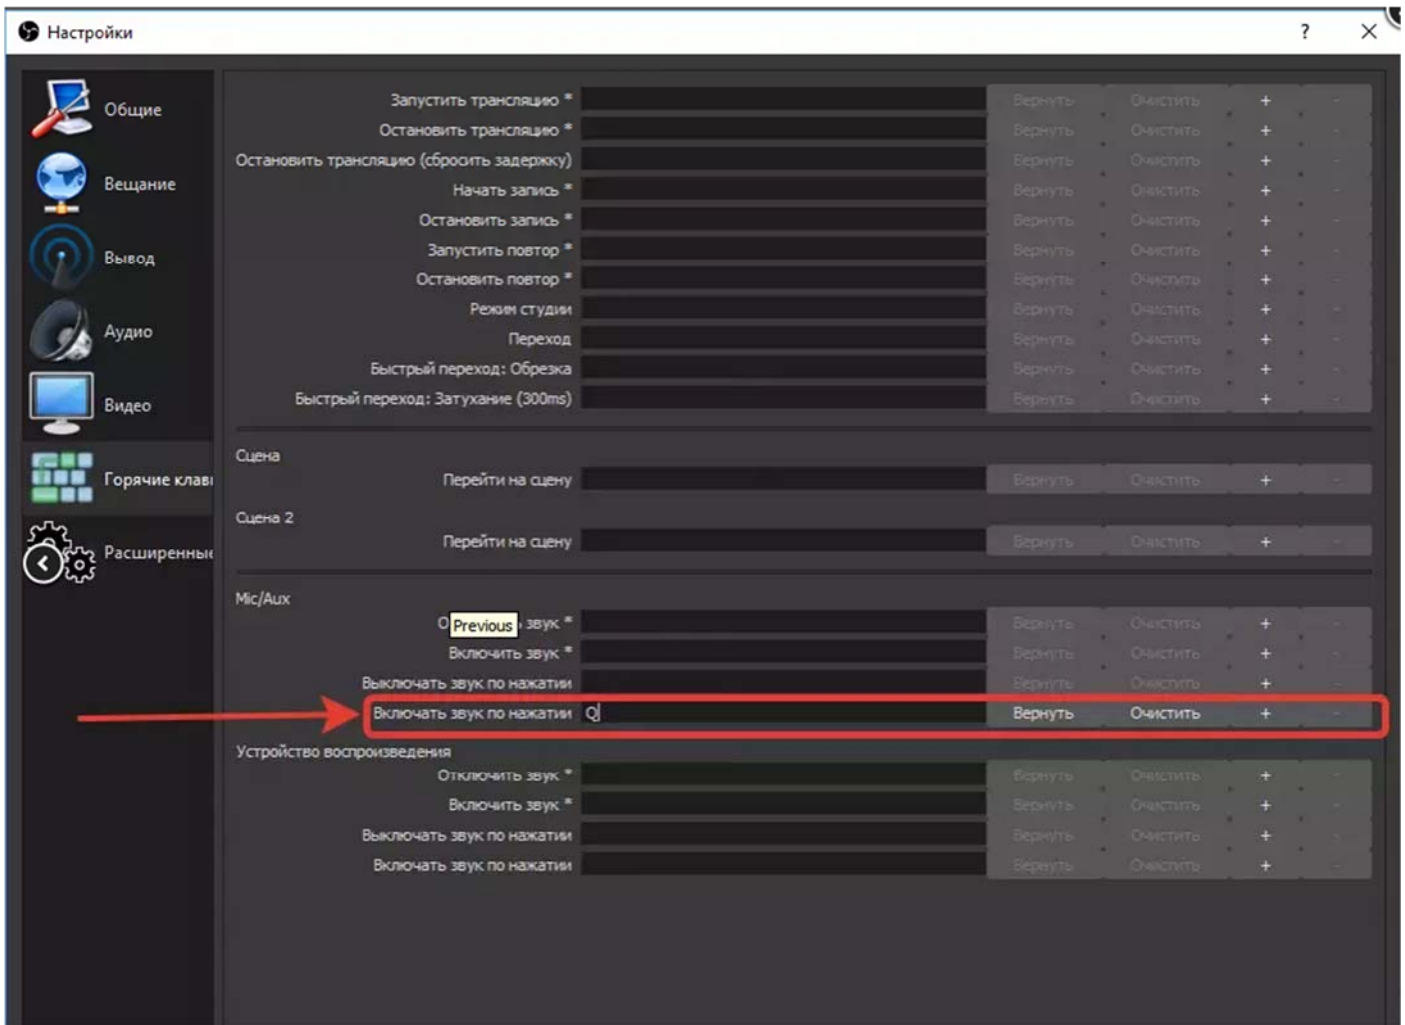 Настройки ?
Общие
Вещание
Вывод
Аудио
Видео
Горячие клав
Расширенные
Запустить трансляцию * Вернуть Очистить + -
Остановить трансляцию * Вернуть Очистить + -
Остановить трансляцию (сбросить задержку) Вернуть Очистить + -
Начать запись * Вернуть Очистить + -
Остановить запись * Вернуть Очистить + -
Запустить повтор * Вернуть Очистить + -
Остановить повтор * Вернуть Очистить + -
Режим студии Вернуть Очистить + -
Переход Вернуть Очистить + -
Быстрый переход: Обрезка Вернуть Очистить + -
Быстрый переход: Затухание (300ms) Вернуть Очистить + -
Сцена
Перейти на сцену Вернуть Очистить + -
Сцена 2
Перейти на сцену Вернуть Очистить + -
Mic/Aux
Previous звук * Вернуть Очистить + -
Включить звук * Вернуть Очистить + -
Выключать звук по нажатии Вернуть Очистить + -
Включать звук по нажатии Q Вернуть Очистить + -
Устройство воспроизведения
Отключить звук * Вернуть Очистить + -
Включить звук * Вернуть Очистить + -
Выключать звук по нажатии Вернуть Очистить + -
Включать звук по нажатии Вернуть Очистить + -